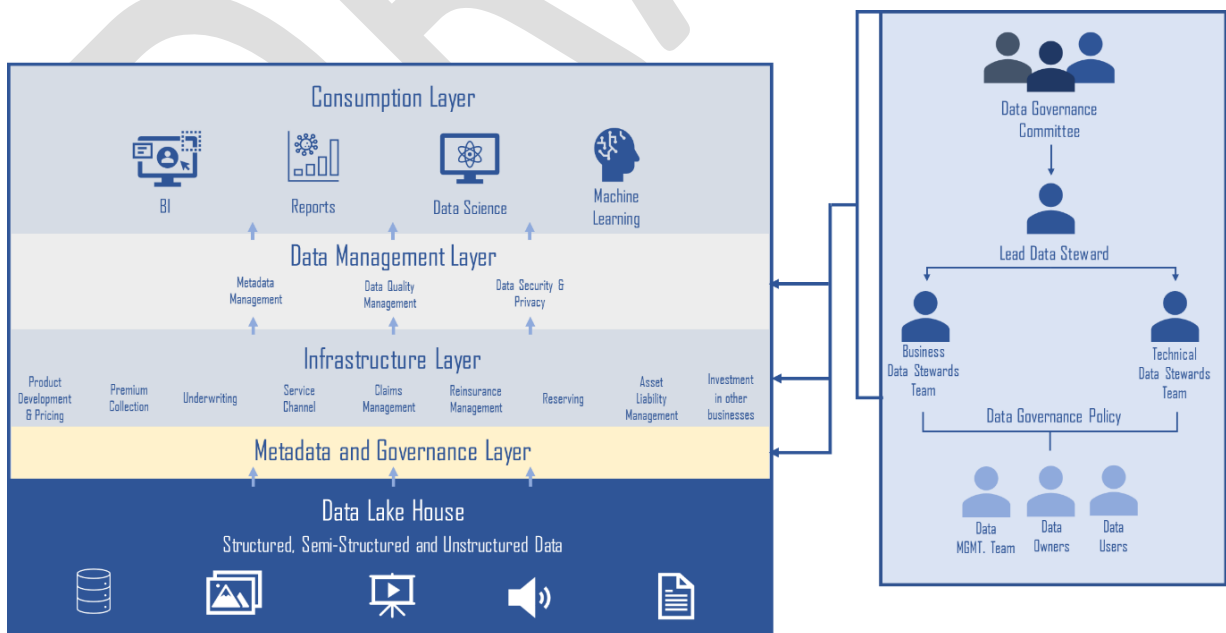 Consumption Layer
BI
Reports
Data Science
Machine
Learning
Data Management Layer
Metadata
Management
Data Quality
Management
Data Security &
Privacy
Infrastructure Layer
Product
Development
& Pricing
Premium
Collection
Underwriting
Service
Channel
Claims
Management
Reinsurance
Management
Reserving
Asset
Liability
Management
Investment
in other
businesses
Metadata and Governance Layer
Data Lake House
Structured, Semi-Structured and Unstructured Data
Data Governance
Committee
Lead Data Steward
Business
Data Stewards
Team
Technical
Data Stewards
Team
Data Governance Policy
Data
MGMT. Team
Data
Owners
Data
Users